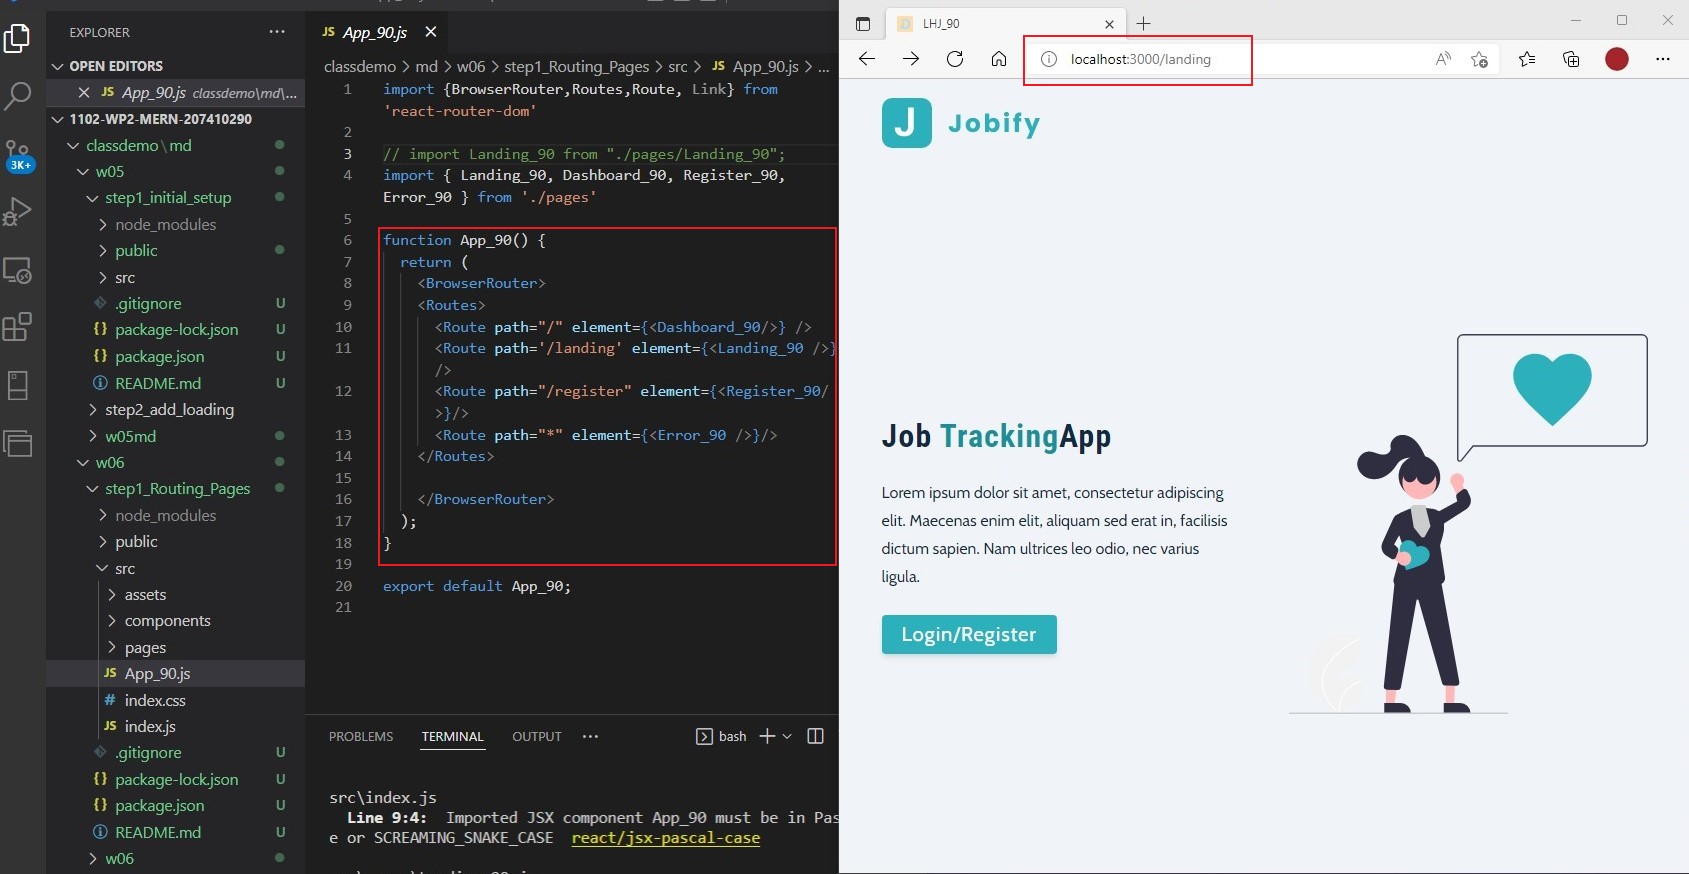 EXPLORER
OPEN EDITORS
App_90.js classdemo\md\...
1102-WP2-MERN-207410290
classdemo\md
w05
step1_initial_setup
node_modules
public
src
.gitignore U
package-lock.json U
package.json U
README.md U
step2_add_loading
w05md
w06
step1_Routing_Pages
node_modules
public
src
assets
components
pages
JS App_90.js
# index.css
JS index.js
.gitignore U
package-lock.json U
package.json U
README.md U
w06
3K+
JS App_90.js
classdemo > md > w06 > step1_Routing_Pages > src > JS App_90.js > ...
1 import {BrowserRouter,Routes,Route, Link} from
'react-router-dom'
2
3 // import Landing_90 from "./pages/Landing_90";
4 import { Landing_90, Dashboard_90, Register_90,
Error_90 } from './pages'
5
6 function App_90() {
7 return (
8 <BrowserRouter>
9 <Routes>
10 <Route path="/" element={<Dashboard_90/>} />
11 <Route path='/landing' element={<Landing_90 />}
/>
12 <Route path="/register" element={<Register_90/
>}/>
13 <Route path="*" element={<Error_90 />}/>
14 </Routes>
15
16 </BrowserRouter>
17 );
18 }
19
20 export default App_90;
21
PROBLEMS TERMINAL OUTPUT ... bash
src\index.js
Line 9:4: Imported JSX component App_90 must be in Pas
e or SCREAMING_SNAKE_CASE react/jsx-pascal-case
LHJ_90
localhost:3000/landing
J Jobify
Job TrackingApp
Lorem ipsum dolor sit amet, consectetur adipiscing
elit. Maecenas enim elit, aliquam sed erat in, facilisis
dictum sapien. Nam ultrices leo odio, nec varius
ligula.
Login/Register